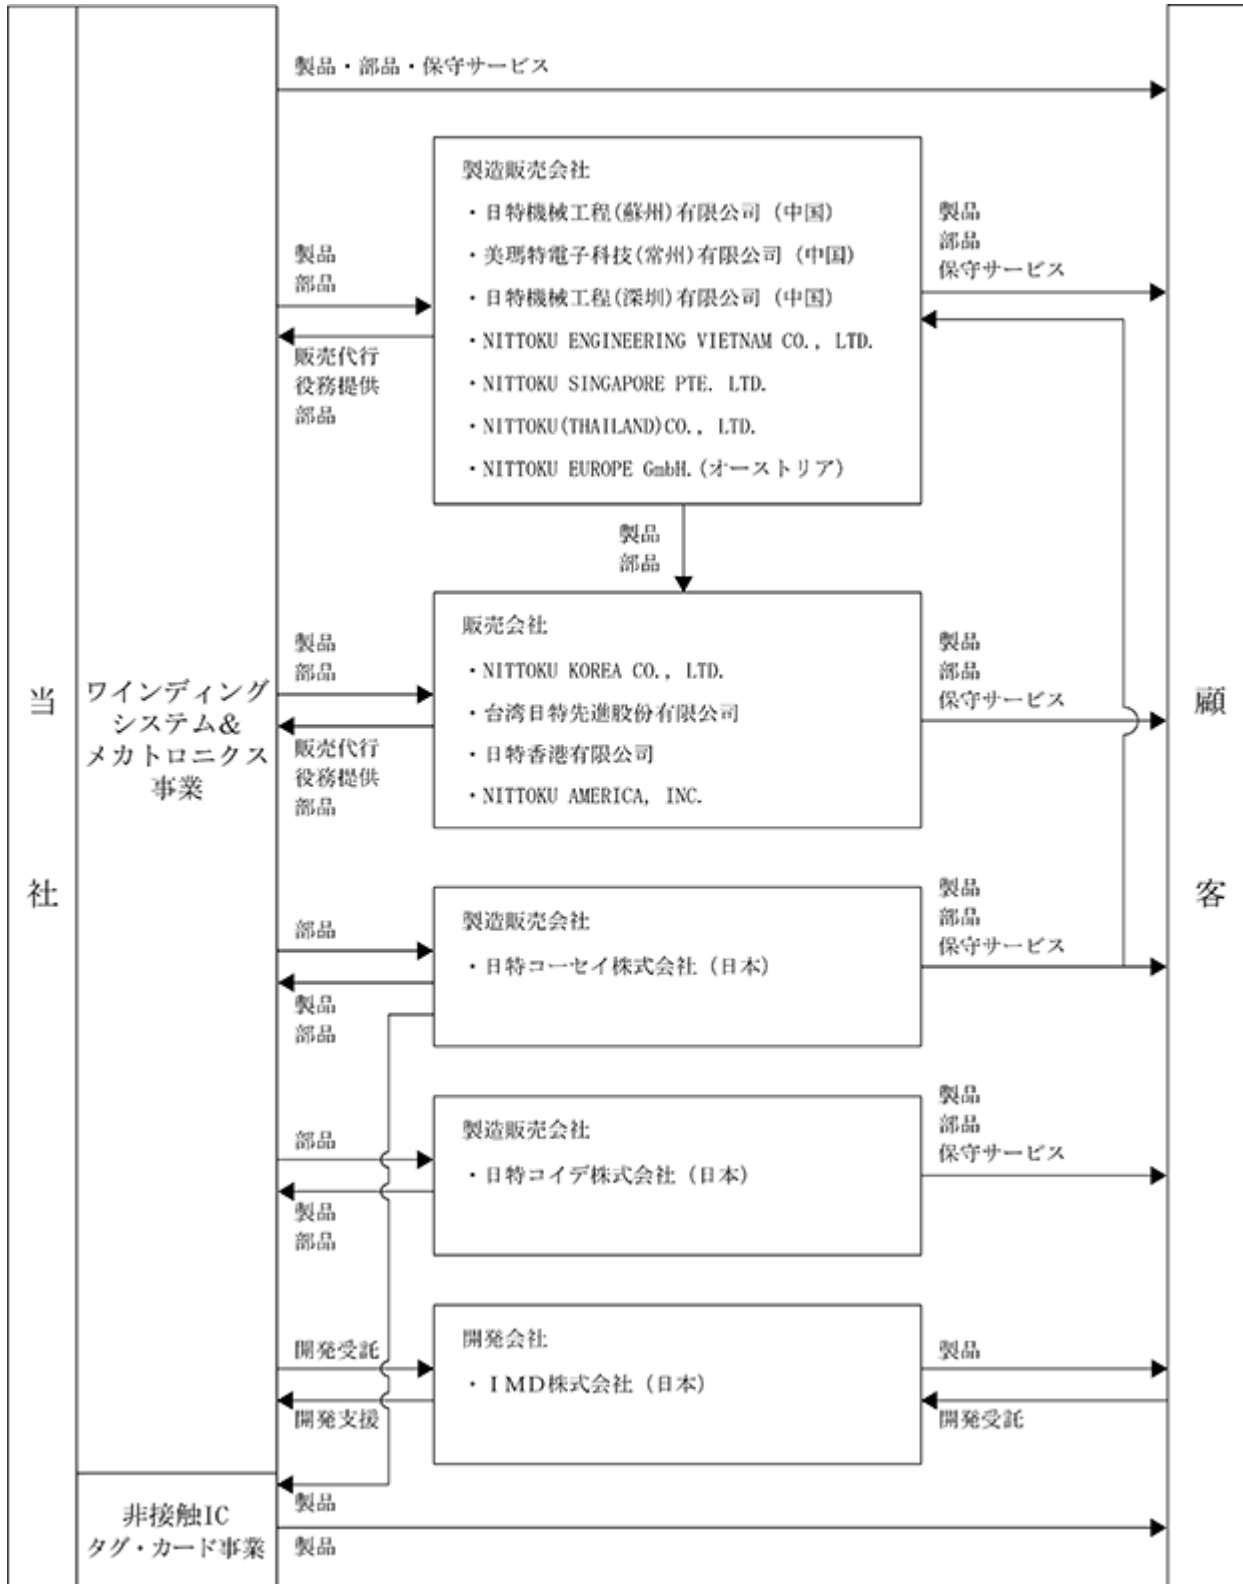 製品・部品・保守サービス
製造販売会社
・日特機械工程(蘇州)有限公司 (中国)
・美瑪特電子科技(常州)有限公司 (中国)
・日特機械工程(深圳)有限公司 (中国)
・NITTOKU ENGINEERING VIETNAM CO., LTD.
・NITTOKU SINGAPORE PTE. LTD.
・NITTOKU(THAILAND)CO., LTD.
・NITTOKU EUROPE GmbH.(オーストリア)
製品
部品
販売代行
役務提供
部品
製品
部品
保守サービス
製品
部品
販売会社
・NITTOKU KOREA CO., LTD.
・台湾日特先進股份有限公司
・日特香港有限公司
・NITTOKU AMERICA, INC.
製品
部品
販売代行
役務提供
部品
製品
部品
保守サービス
当
社
ワインディング
システム&
メカトロニクス
事業
顧
客
部品
製品
部品
製造販売会社
・日特コーセイ株式会社 (日本)
製品
部品
保守サービス
部品
製品
部品
製造販売会社
・日特コイデ株式会社 (日本)
製品
部品
保守サービス
開発受託
開発支援
開発会社
・ＩＭＤ株式会社 (日本)
製品
開発受託
非接触IC
タグ・カード事業
製品
製品